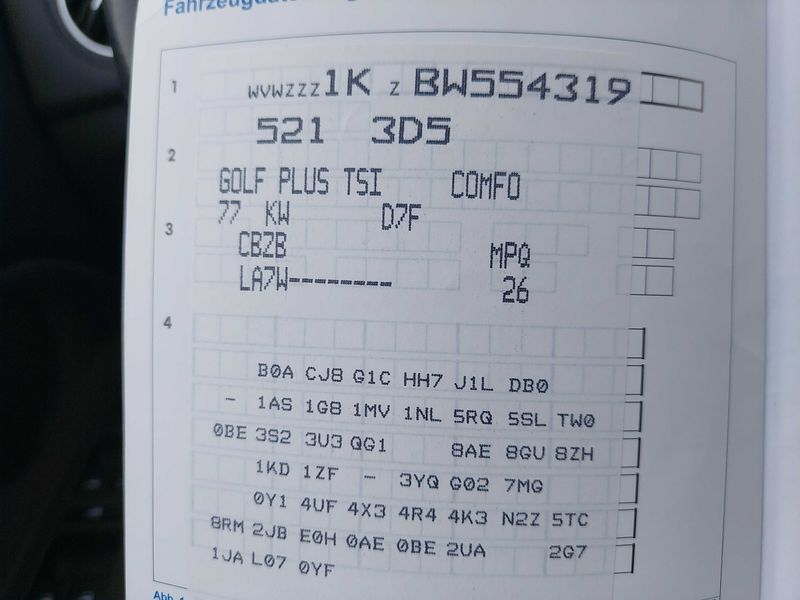 1
WVWZZZ1K Z BW554319
521 3D5
2
GOLF PLUS TSI COMFO
77 KW D7F
3
CBZB MPQ
LA7W--------- 26
4
B0A CJ8 G1C HH7 J1L DB0
- 1AS 1G8 1MV 1NL 5RQ 5SL TW0
0BE 3S2 3U3 QG1 8AE 8GU 8ZH
1KD 1ZF - 3YQ G02 7MG
0Y1 4UF 4X3 4R4 4K3 N2Z 5TC
8RM 2JB E0H 0AE 0BE 2UA 2G7
1JA L07 0YF
Abb.